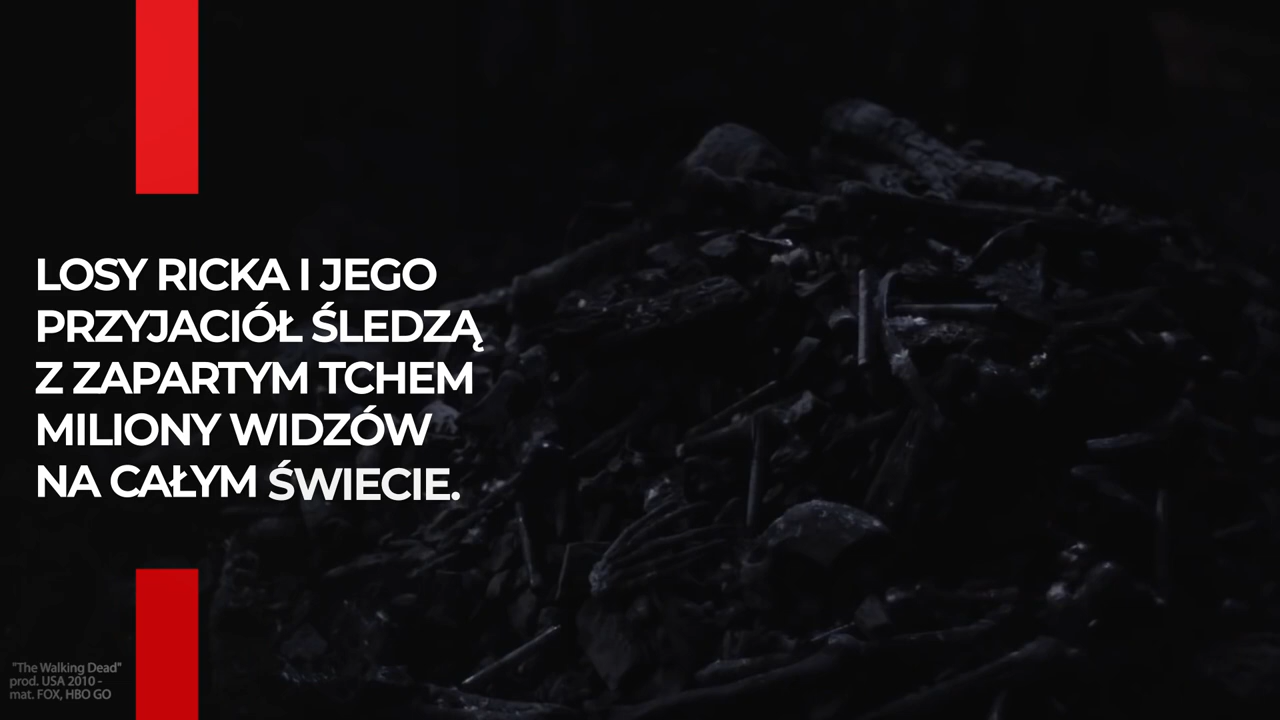 LOSY RICKA I JEGO
PRZYJACIÓŁ ŚLEDZĄ
Z ZAPARTYM TCHEM
MILIONY WIDZÓW
NA CAŁYM ŚWIECIE.
"The Walking Dead"
prod. USA 2010 -
mat. FOX, HBO GO